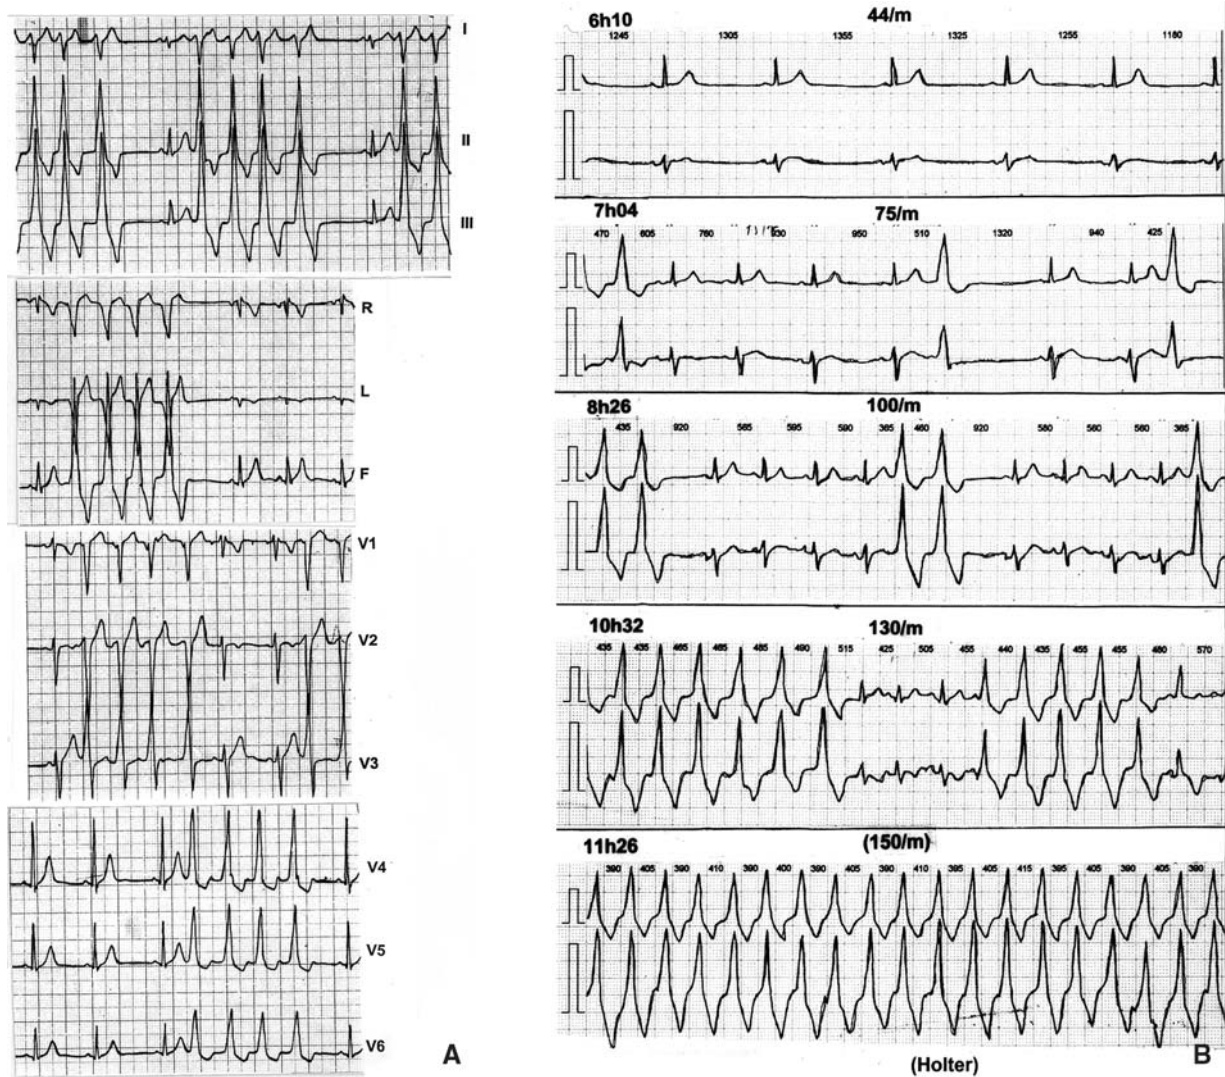 I
II
III
R
L
F
V1
V2
V3
V4
V5
V6
A
6h10 44/m
1245 1305 1355 1325 1255 1180
7h04 75/m
470 605 760 930 950 510 1320 940 425
8h26 100/m
435 920 585 595 590 365 460 920 580 560 560 365
10h32 130/m
435 435 465 465 485 490 515 425 505 455 440 435 455 455 460 570
11h26 (150/m)
390 405 390 410 390 400 390 405 390 410 395 405 415 395 390 405 390
(Holter)
B